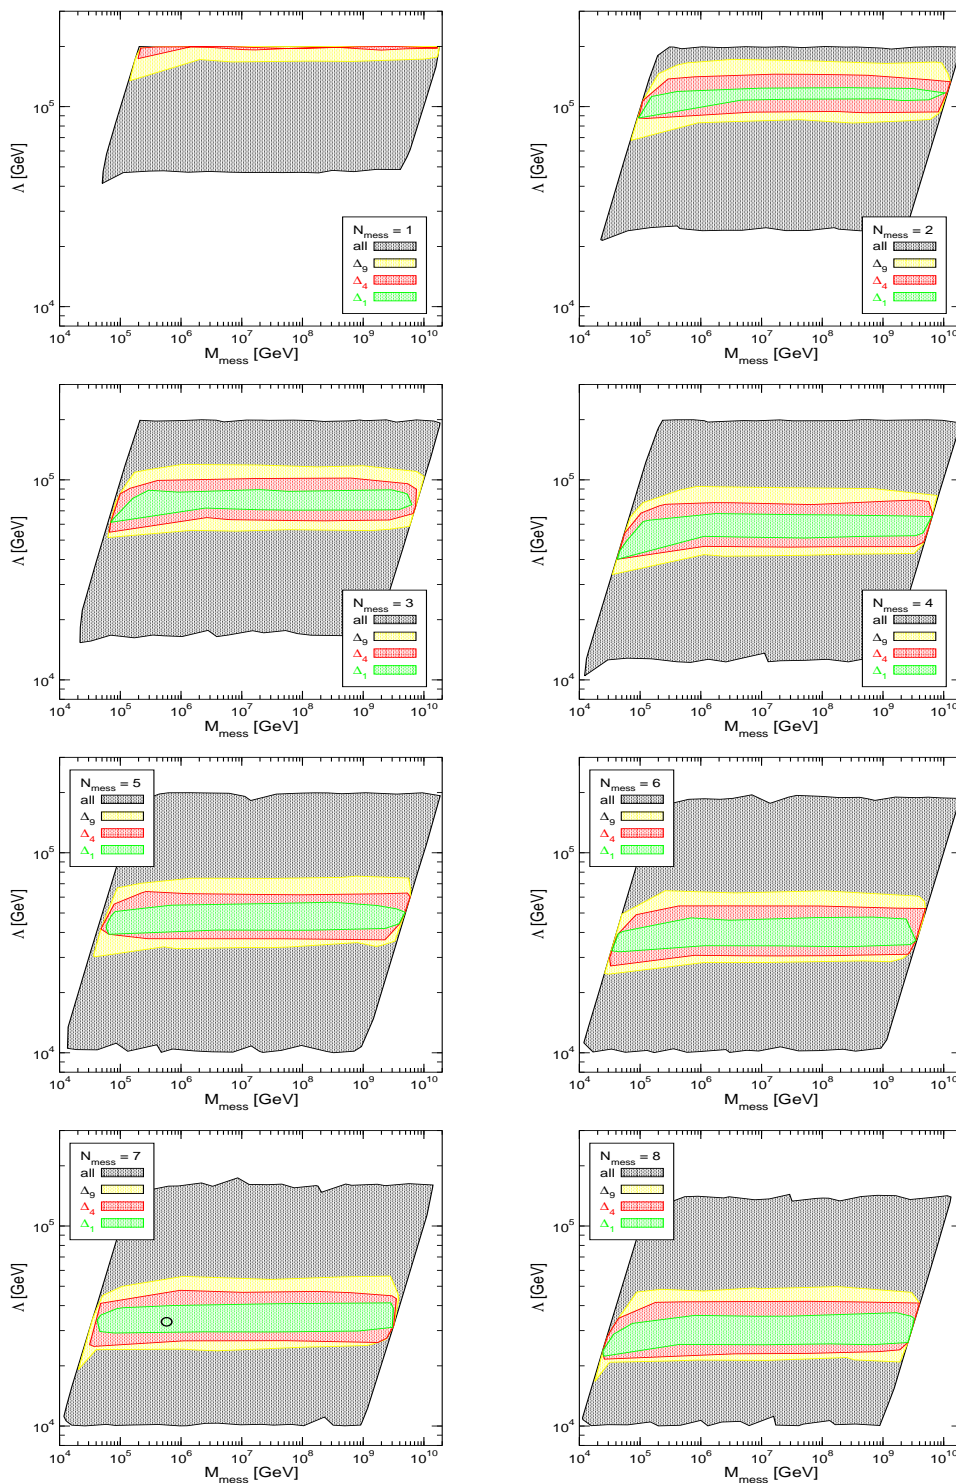 Λ [GeV]
10^5
10^4
N_mess = 1
all
Δ_9
Δ_4
Δ_1
10^4 10^5 10^6 10^7 10^8 10^9 10^10
M_mess [GeV]
Λ [GeV]
10^5
10^4
N_mess = 2
all
Δ_9
Δ_4
Δ_1
10^4 10^5 10^6 10^7 10^8 10^9 10^10
M_mess [GeV]
Λ [GeV]
10^5
10^4
N_mess = 3
all
Δ_9
Δ_4
Δ_1
10^4 10^5 10^6 10^7 10^8 10^9 10^10
M_mess [GeV]
Λ [GeV]
10^5
10^4
N_mess = 4
all
Δ_9
Δ_4
Δ_1
10^4 10^5 10^6 10^7 10^8 10^9 10^10
M_mess [GeV]
Λ [GeV]
10^5
10^4
N_mess = 5
all
Δ_9
Δ_4
Δ_1
10^4 10^5 10^6 10^7 10^8 10^9 10^10
M_mess [GeV]
Λ [GeV]
10^5
10^4
N_mess = 6
all
Δ_9
Δ_4
Δ_1
10^4 10^5 10^6 10^7 10^8 10^9 10^10
M_mess [GeV]
Λ [GeV]
10^5
10^4
N_mess = 7
all
Δ_9
Δ_4
Δ_1
10^4 10^5 10^6 10^7 10^8 10^9 10^10
M_mess [GeV]
Λ [GeV]
10^5
10^4
N_mess = 8
all
Δ_9
Δ_4
Δ_1
10^4 10^5 10^6 10^7 10^8 10^9 10^10
M_mess [GeV]